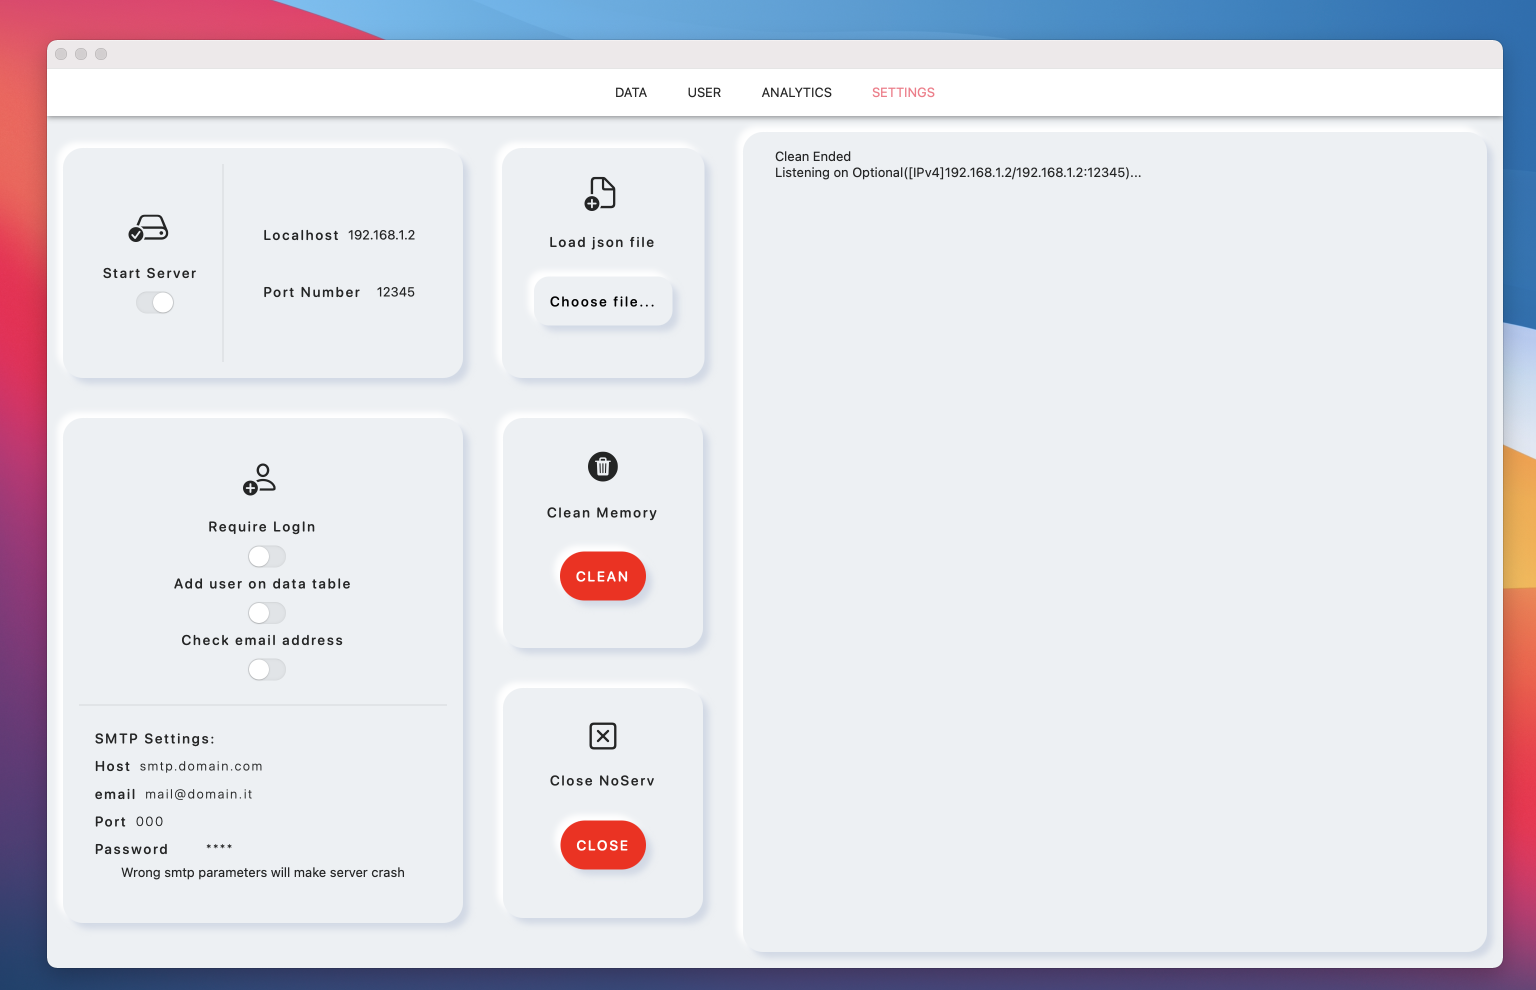 DATA USER ANALYTICS SETTINGS
Start Server
Localhost 192.168.1.2
Port Number 12345
Load json file
Choose file...
Clean Ended
Listening on Optional([IPv4]192.168.1.2/192.168.1.2:12345)...
Require LogIn
Add user on data table
Check email address
SMTP Settings:
Host smtp.domain.com
email mail@domain.it
Port 000
Password ****
Wrong smtp parameters will make server crash
Clean Memory
CLEAN
Close NoServ
CLOSE